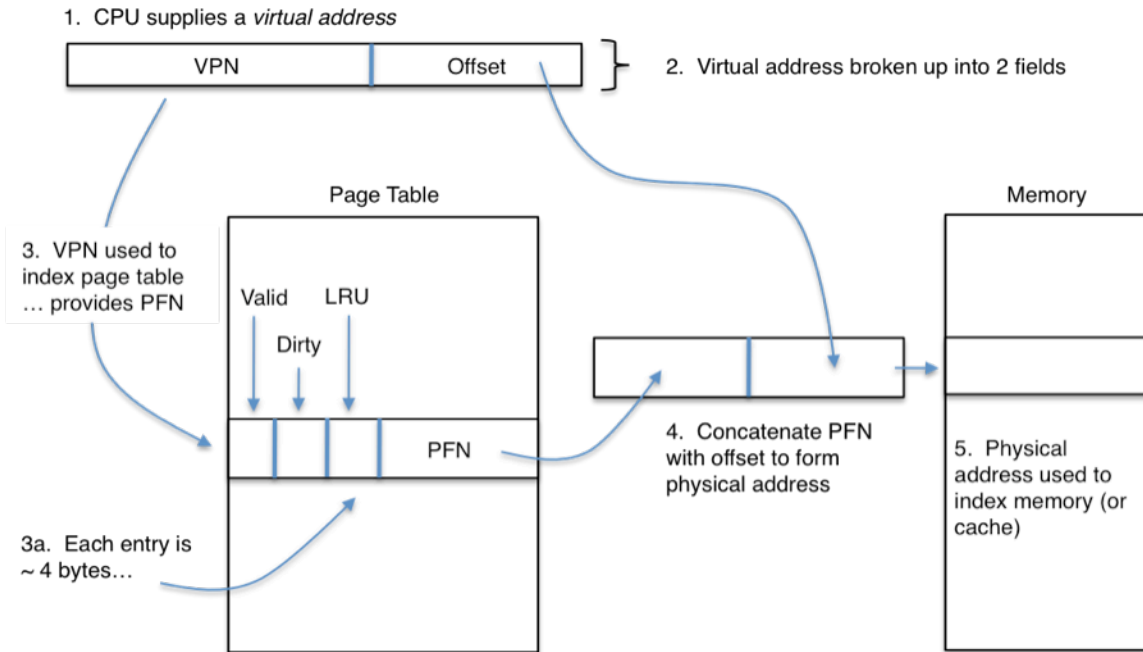 1. CPU supplies a virtual address
VPN
Offset
2. Virtual address broken up into 2 fields
Page Table
Memory
3. VPN used to
index page table
… provides PFN
Valid
LRU
Dirty
PFN
4. Concatenate PFN
with offset to form
physical address
5. Physical
address used to
index memory (or
cache)
3a. Each entry is
~ 4 bytes…